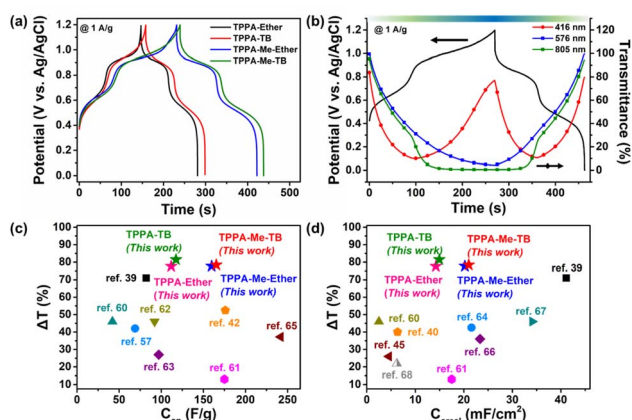 (a)
@ 1 A/g
TPPA-Ether
TPPA-TB
TPPA-Me-Ether
TPPA-Me-TB
Potential (V vs. Ag/AgCl)
1.2
1.0
0.8
0.6
0.4
0.2
0.0
0 100 200 300 400 500
Time (s)
(b)
@ 1 A/g
416 nm
576 nm
805 nm
Potential (V vs. Ag/AgCl)
1.2
1.0
0.8
0.6
0.4
0.2
0.0
120
100
80
60
40
20
0
Transmittance (%)
0 100 200 300 400
Time (s)
(c)
ΔT (%)
100
90
80
70
60
50
40
30
20
10
TPPA-TB
(This work)
TPPA-Me-TB
(This work)
ref. 39
TPPA-Ether
(This work)
TPPA-Me-Ether
(This work)
ref. 60
ref. 62
ref. 42
ref. 57
ref. 65
ref. 63
ref. 61
0 50 100 150 200 250
(F/g)
(d)
ΔT (%)
100
90
80
70
60
50
40
30
20
10
TPPA-TB
(This work)
TPPA-Me-TB
(This work)
ref. 39
TPPA-Ether
(This work)
TPPA-Me-Ether
(This work)
ref. 60
ref. 64
ref. 67
ref. 40
ref. 45
ref. 66
ref. 68
ref. 61
0 10 20 30 40
(mF/cm²)